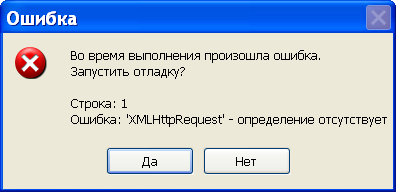 Ошибка
Во время выполнения произошла ошибка.
Запустить отладку?
Строка: 1
Ошибка: 'XMLHttpRequest' - определение отсутствует
Да
Нет